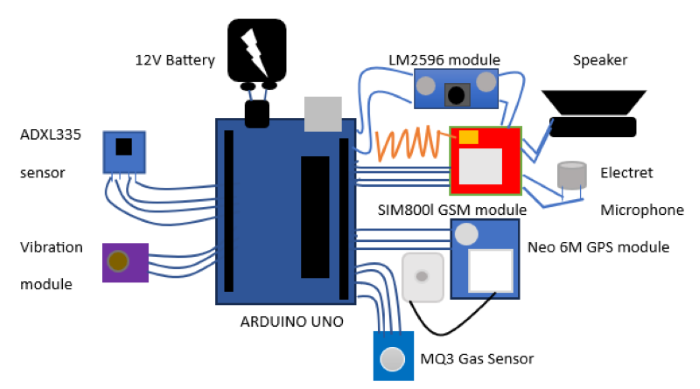 12V Battery
LM2596 module
Speaker
ADXL335
sensor
Electret
Microphone
SIM800l GSM module
Vibration
module
Neo 6M GPS module
ARDUINO UNO
MQ3 Gas Sensor